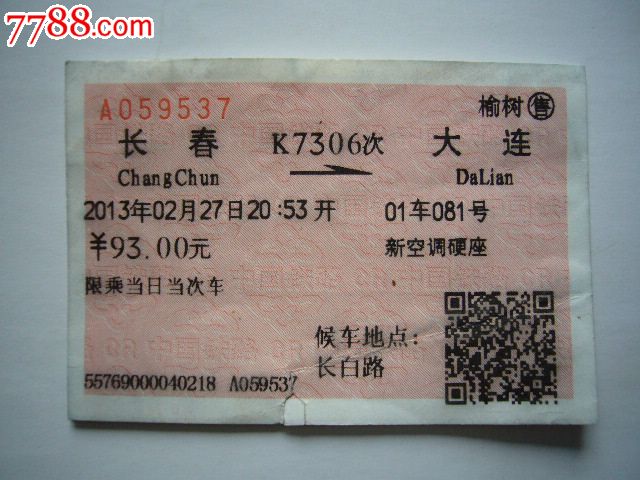 7788.com
A059537
榆树售
长春 K7306次 大连
ChangChun DaLian
2013年02月27日20:53开 01车081号
¥93.00元 新空调硬座
限乘当日当次车
候车地点:
长白路
55769000040218 A059537